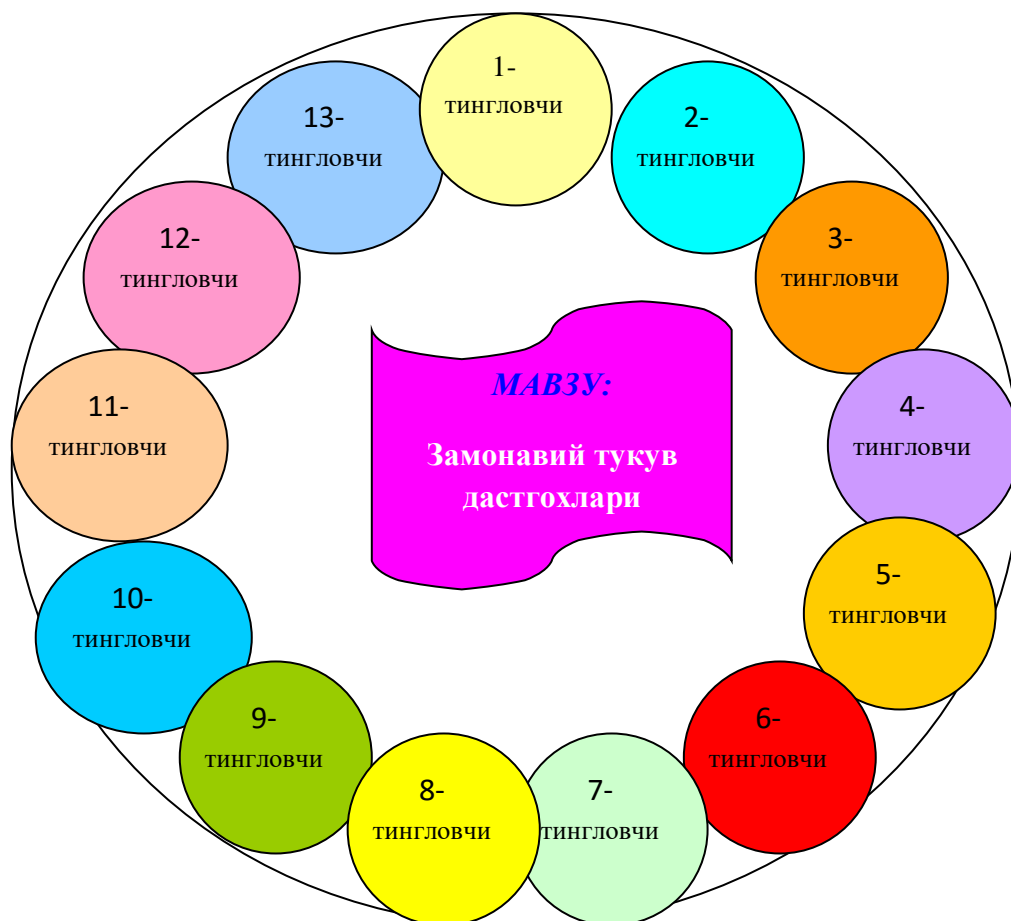 1-
тингловчи
2-
тингловчи
3-
тингловчи
4-
тингловчи
5-
тингловчи
6-
тингловчи
7-
тингловчи
8-
тингловчи
9-
тингловчи
10-
тингловчи
11-
тингловчи
12-
тингловчи
13-
тингловчи
МАВЗУ:
Замонавий тукув
дастгохлари